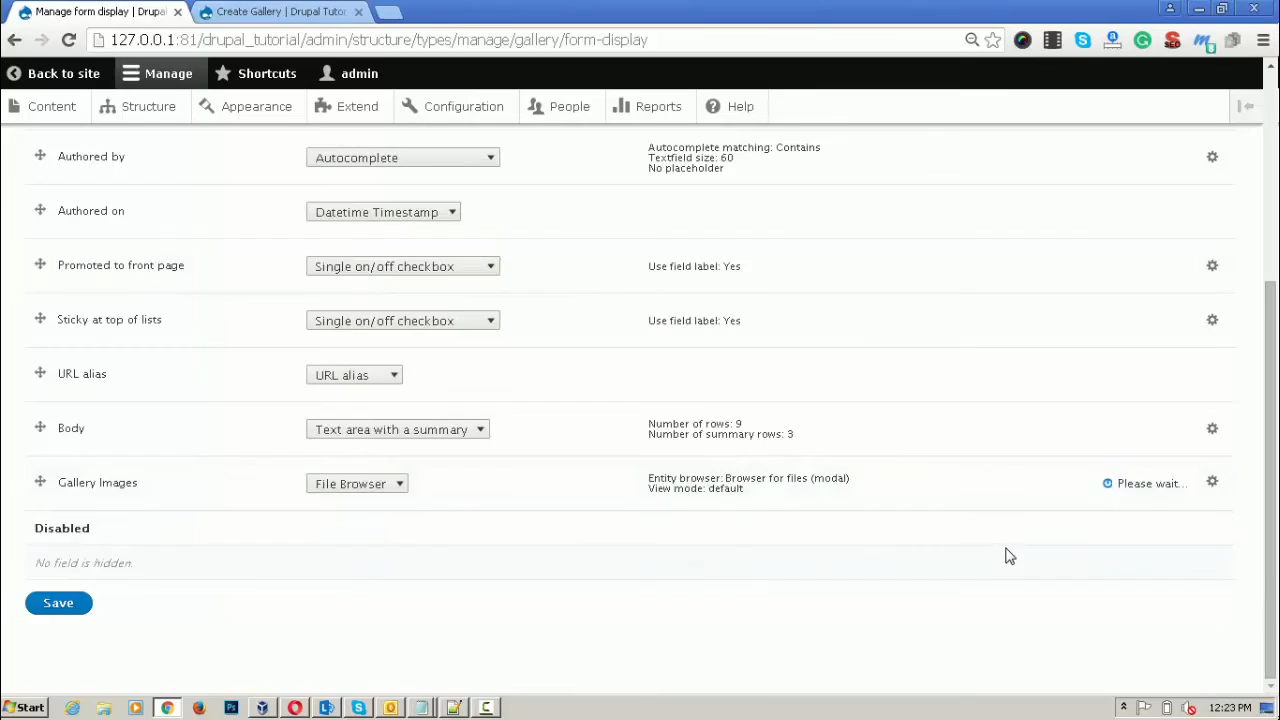 Manage form display | Drupal
Create Gallery | Drupal Tutor
127.0.0.1:81/drupal_tutorial/admin/structure/types/manage/gallery/form-display
Back to site
Manage
Shortcuts
admin
Content
Structure
Appearance
Extend
Configuration
People
Reports
Help
Authored by
Autocomplete
Autocomplete matching: Contains
Textfield size: 60
No placeholder
Authored on
Datetime Timestamp
Promoted to front page
Single on/off checkbox
Use field label: Yes
Sticky at top of lists
Single on/off checkbox
Use field label: Yes
URL alias
URL alias
Body
Text area with a summary
Number of rows: 9
Number of summary rows: 3
Gallery Images
File Browser
Entity browser: Browser for files (modal)
View mode: default
Please wait...
Disabled
No field is hidden.
Save
Start
12:23 PM